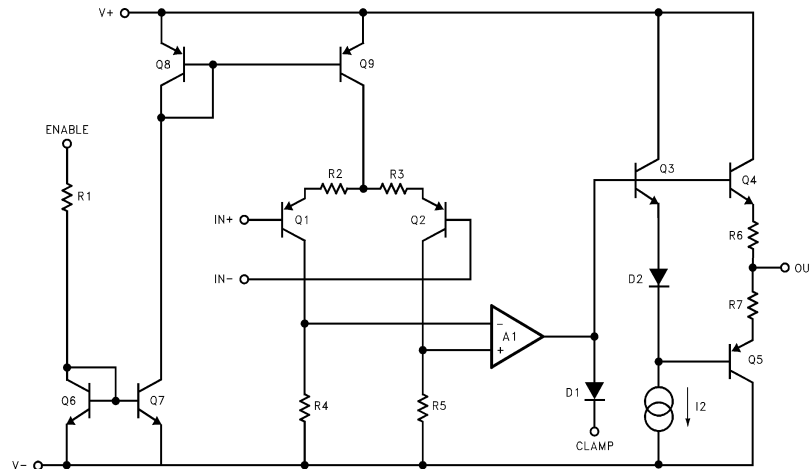 V+
Q8
Q9
ENABLE
R1
R2
R3
Q3
Q4
IN+
Q1
Q2
R6
OU
IN-
D2
R7
-
A1
+
Q5
Q6
Q7
R4
R5
D1
I2
CLAMP
V-